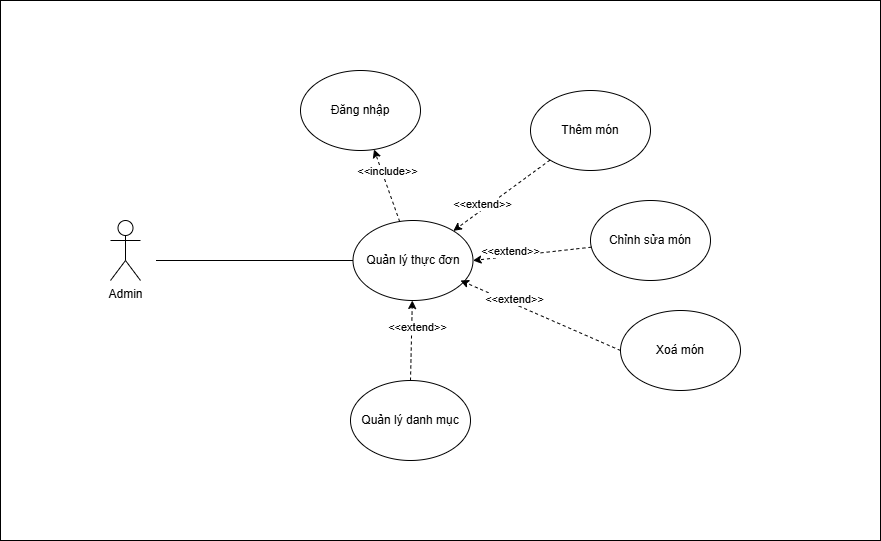 Đăng nhập
Thêm món
<<include>>
<<extend>>
Chỉnh sửa món
<<extend>>
Quản lý thực đơn
Admin
<<extend>>
<<extend>>
Xoá món
Quản lý danh mục